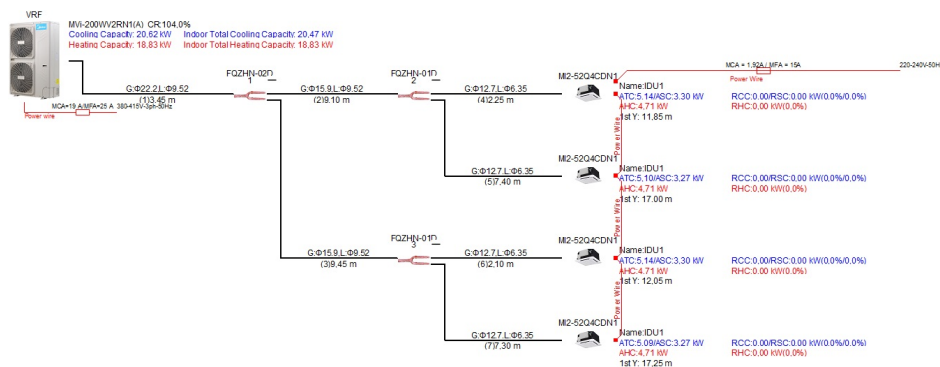 VRF
MVi-200WV2RN1(A) CR:104,0%
Cooling Capacity: 20,62 kW Indoor Total Cooling Capacity: 20,47 kW
Heating Capacity: 18,83 kW Indoor Total Heating Capacity: 18,83 kW
MCA = 1,92A / MFA = 15A
220-240V-50H
Power Wire
G:Φ22.2,L:Φ9.52
(1)3,45 m
FQZHN-02D
1
G:Φ15.9,L:Φ9.52
(2)9,10 m
FQZHN-01D
2
G:Φ12.7,L:Φ6.35
(4)2,25 m
MI2-52Q4CDN1
Name:IDU1
ATC:5,14/ASC:3,30 kW RCC:0,00/RSC:0,00 kW(0,0%/0,0%)
AHC:4,71 kW RHC:0,00 kW(0,0%)
1st Y: 11,85 m
MCA=19 A/MFA=25 A 380-415V-3ph-50Hz
Power wire
Power Wire
G:Φ12.7,L:Φ6.35
(5)7,40 m
MI2-52Q4CDN1
Name:IDU1
ATC:5,10/ASC:3,27 kW RCC:0,00/RSC:0,00 kW(0,0%/0,0%)
AHC:4,71 kW RHC:0,00 kW(0,0%)
1st Y: 17,00 m
Power Wire
G:Φ15.9,L:Φ9.52
(3)9,45 m
FQZHN-01D
3
G:Φ12.7,L:Φ6.35
(6)2,10 m
MI2-52Q4CDN1
Name:IDU1
ATC:5,14/ASC:3,30 kW RCC:0,00/RSC:0,00 kW(0,0%/0,0%)
AHC:4,71 kW RHC:0,00 kW(0,0%)
1st Y: 12,05 m
Power Wire
G:Φ12.7,L:Φ6.35
(7)7,30 m
MI2-52Q4CDN1
Name:IDU1
ATC:5,09/ASC:3,27 kW RCC:0,00/RSC:0,00 kW(0,0%/0,0%)
AHC:4,71 kW RHC:0,00 kW(0,0%)
1st Y: 17,25 m